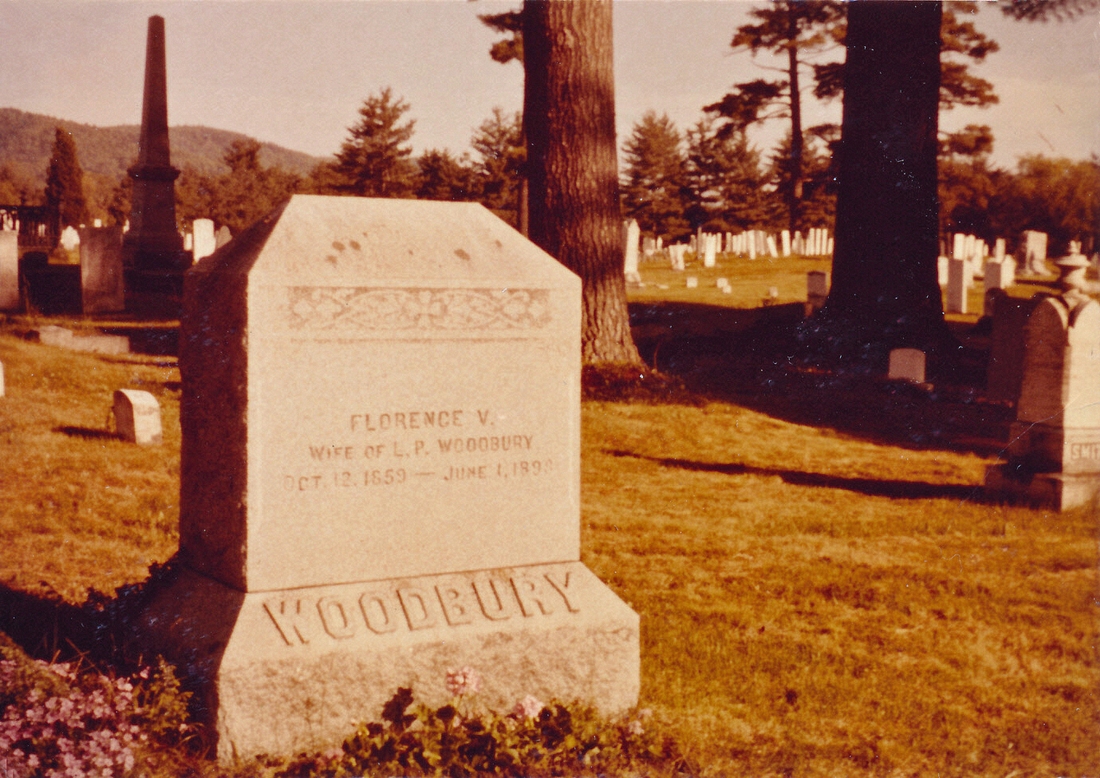 FLORENCE V.
WIFE OF L. P. WOODBURY
OCT. 12. 1859 — JUNE 1,
WOODBURY